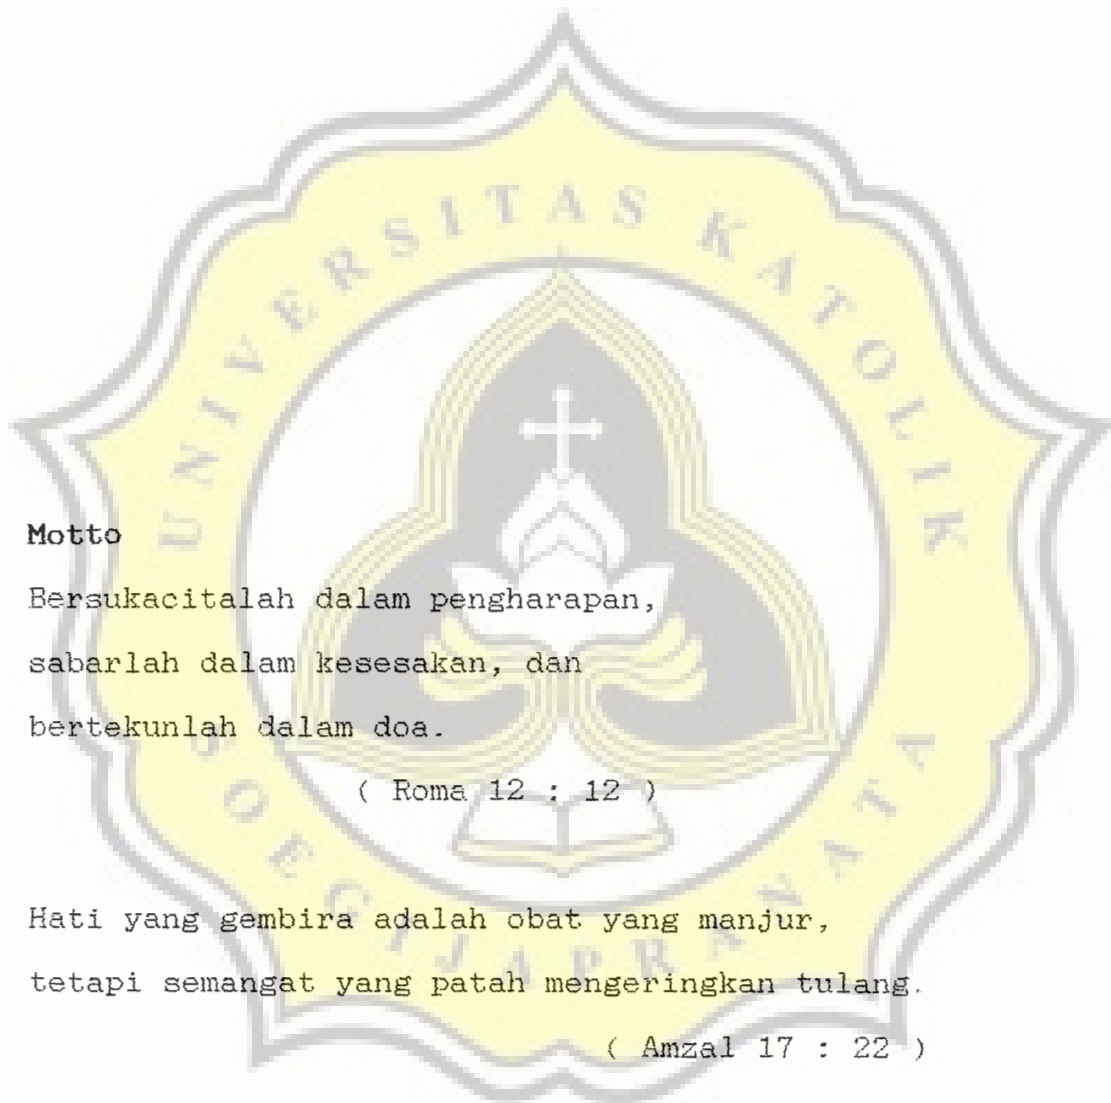 UNIVERSITAS KATOLIK
SOEGIJAPRANATA
Motto
Bersukacitalah dalam pengharapan,
sabarlah dalam kesesakan, dan
bertekunlah dalam doa.
( Roma 12 : 12 )
Hati yang gembira adalah obat yang manjur,
tetapi semangat yang patah mengeringkan tulang.
( Amzal 17 : 22 )